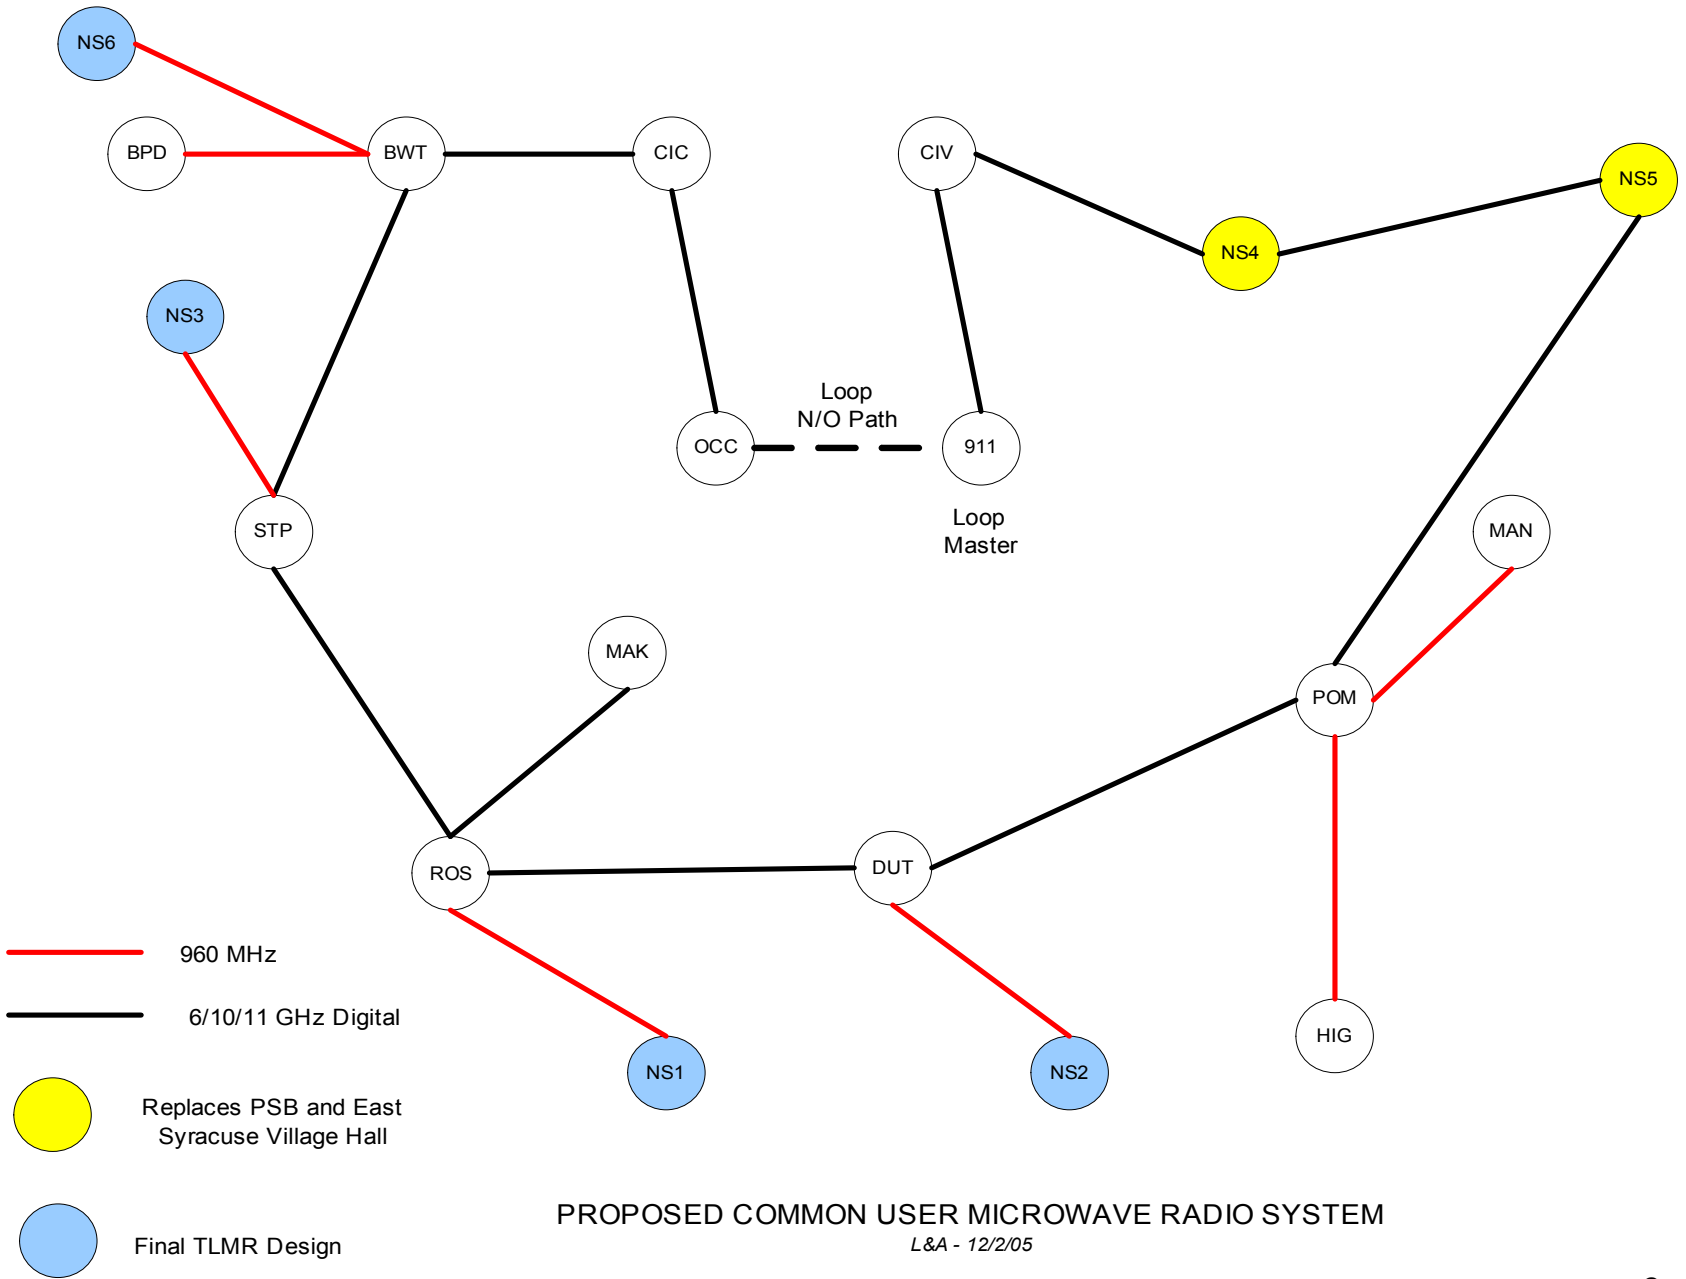 NS6
BPD
BWT
CIC
CIV
NS5
NS4
NS3
Loop
N/O Path
OCC
911
Loop
Master
STP
MAN
MAK
POM
ROS
DUT
960 MHz
6/10/11 GHz Digital
HIG
NS1
NS2
Replaces PSB and East
Syracuse Village Hall
PROPOSED COMMON USER MICROWAVE RADIO SYSTEM
L&A - 12/2/05
Final TLMR Design